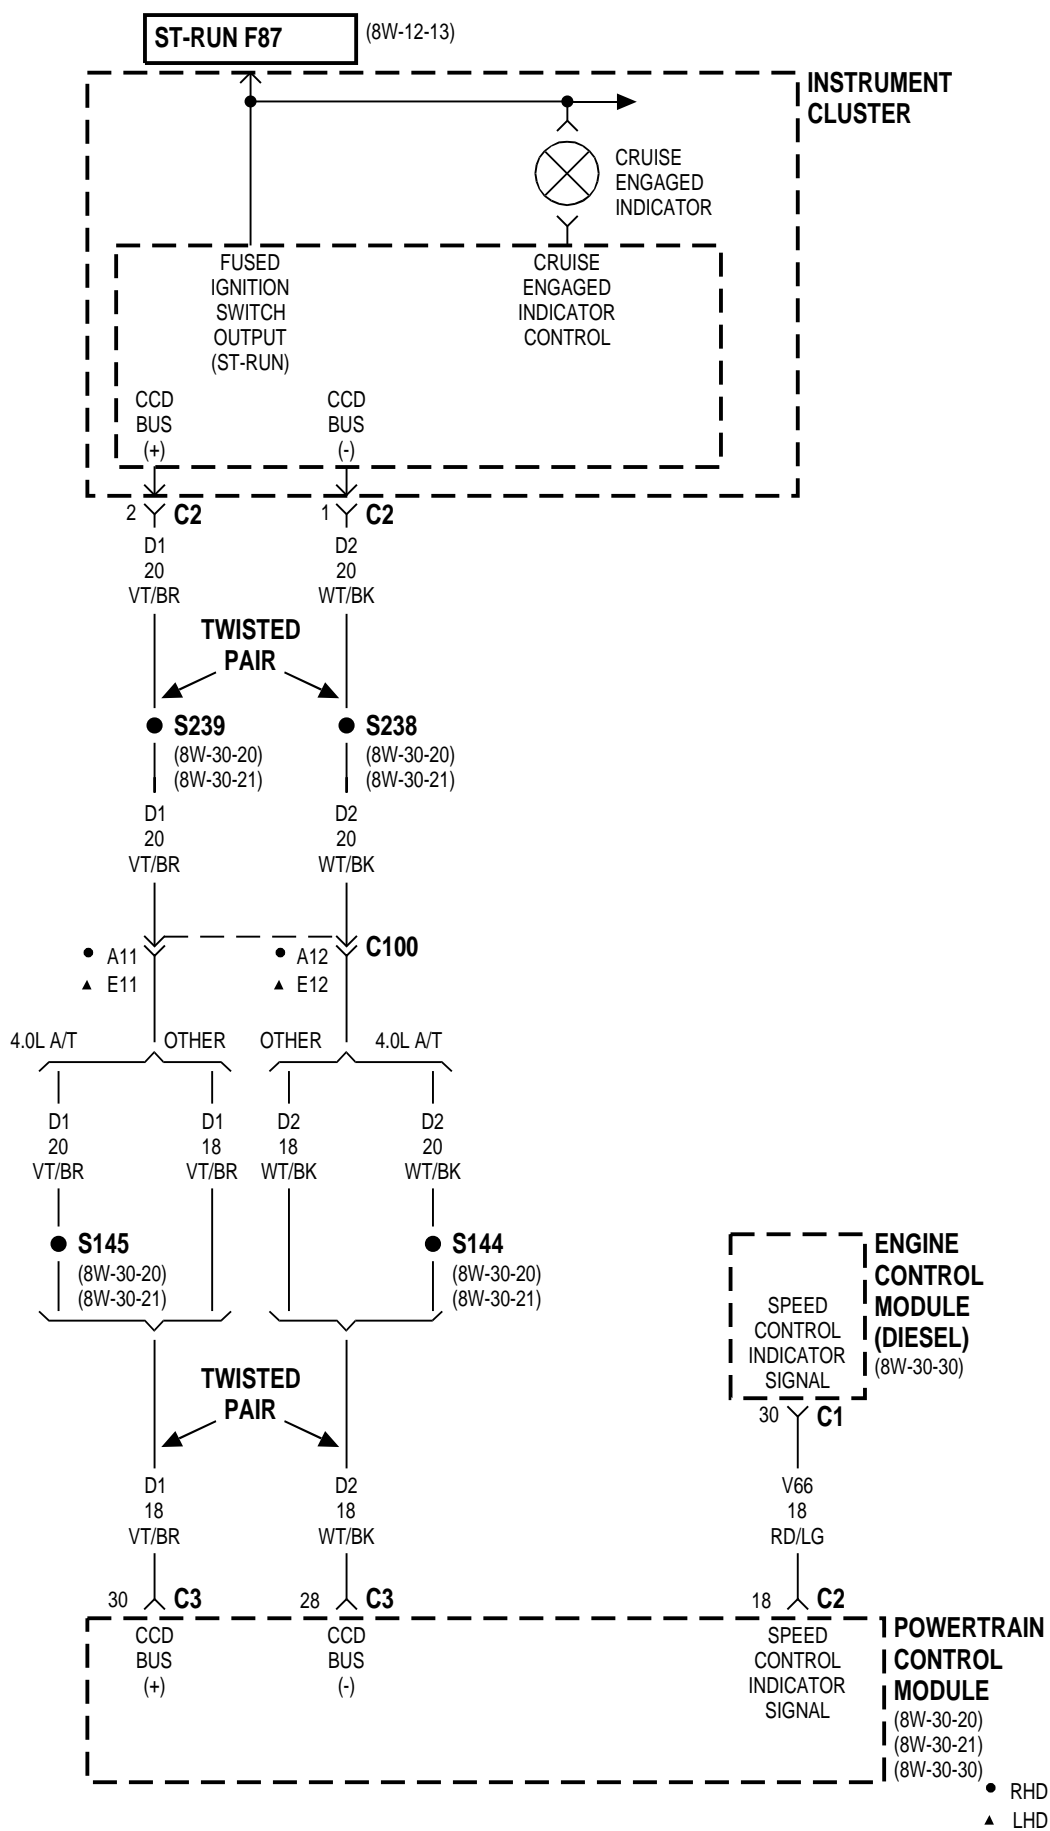 ST-RUN F87
(8W-12-13)
INSTRUMENT
CLUSTER
CRUISE
ENGAGED
INDICATOR
FUSED
IGNITION
SWITCH
OUTPUT
(ST-RUN)
CRUISE
ENGAGED
INDICATOR
CONTROL
CCD
BUS
(+)
CCD
BUS
(-)
2
C2
1
C2
D1
20
VT/BR
D2
20
WT/BK
TWISTED
PAIR
S239
(8W-30-20)
(8W-30-21)
S238
(8W-30-20)
(8W-30-21)
D1
20
VT/BR
D2
20
WT/BK
A11
E11
A12
E12
C100
4.0L A/T
OTHER
OTHER
4.0L A/T
D1
20
VT/BR
D1
18
VT/BR
D2
18
WT/BK
D2
20
WT/BK
S145
(8W-30-20)
(8W-30-21)
S144
(8W-30-20)
(8W-30-21)
SPEED
CONTROL
INDICATOR
SIGNAL
ENGINE
CONTROL
MODULE
(DIESEL)
(8W-30-30)
30
C1
TWISTED
PAIR
D1
18
VT/BR
D2
18
WT/BK
V66
18
RD/LG
30
C3
28
C3
18
C2
CCD
BUS
(+)
CCD
BUS
(-)
SPEED
CONTROL
INDICATOR
SIGNAL
POWERTRAIN
CONTROL
MODULE
(8W-30-20)
(8W-30-21)
(8W-30-30)
RHD
LHD